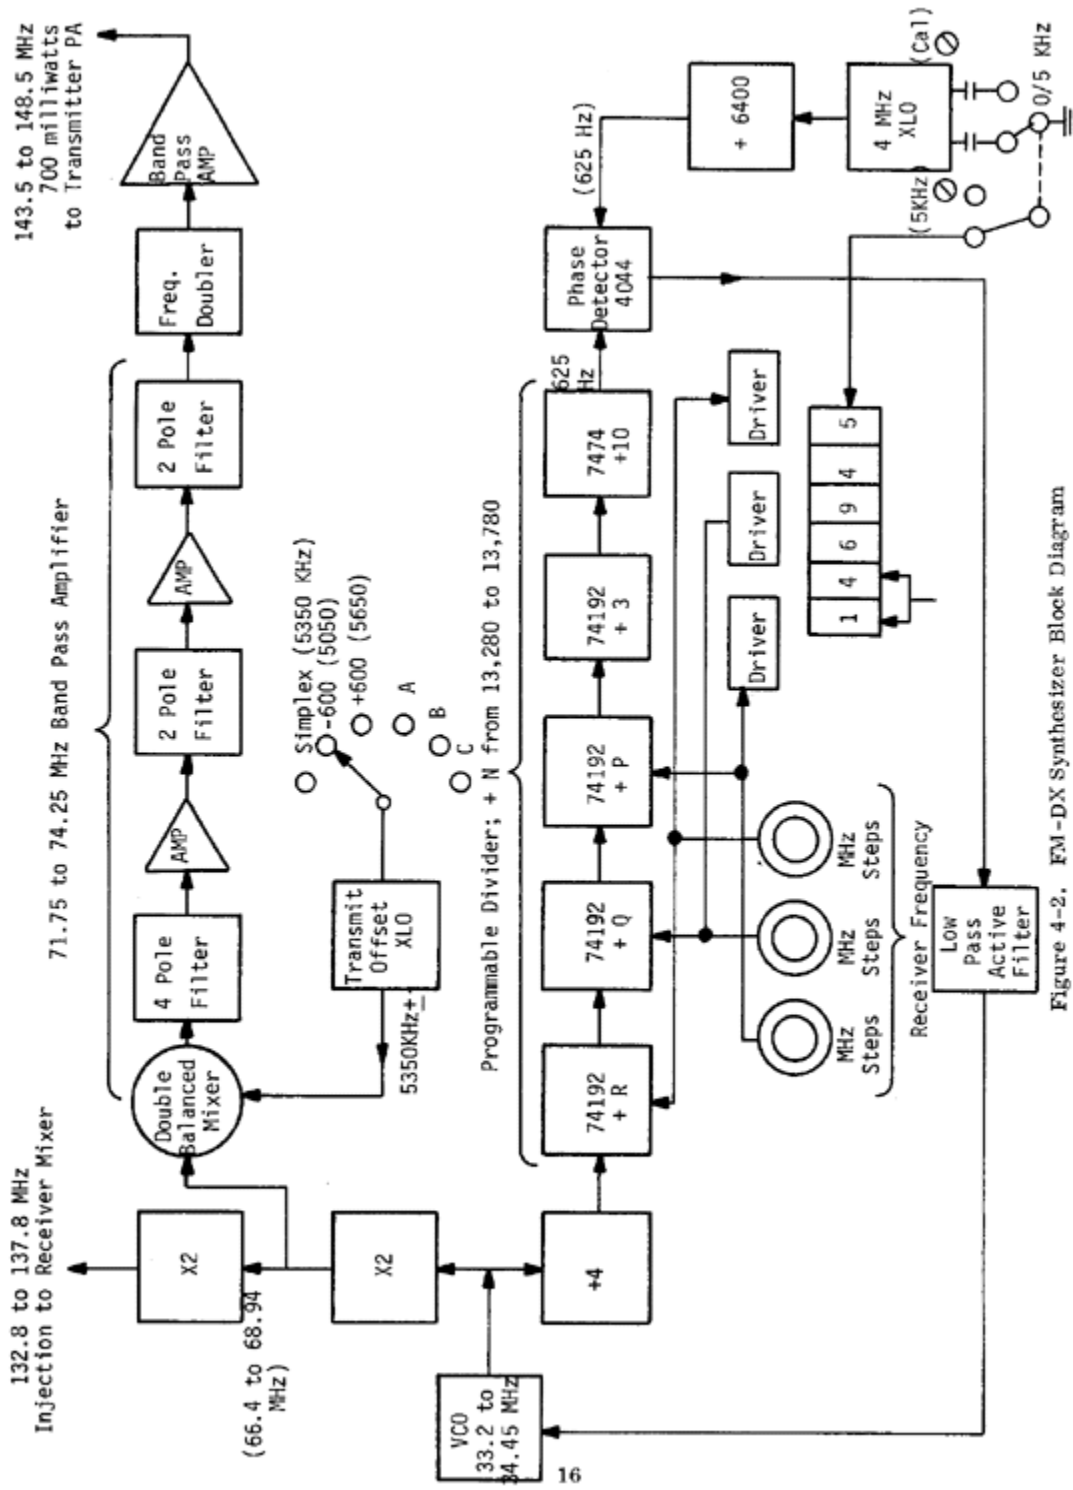 132.8 to 137.8 MHz
Injection to Receiver Mixer
143.5 to 148.5 MHz
700 milliwatts
to Transmitter PA
71.75 to 74.25 MHz Band Pass Amplifier
X2
(66.4 to 68.94
MHz)
X2
Double
Balanced
Mixer
4 Pole
Filter
AMP
2 Pole
Filter
AMP
2 Pole
Filter
Freq.
Doubler
Band
Pass
AMP
Transmit
Offset
XLO
5350KHz+
Simplex (5350 KHz)
-600 (5050)
+600 (5650)
A
B
C
Programmable Divider; + N from 13,280 to 13,780
VCO
33.2 to
34.45 MHz
+4
74192
+ R
74192
+ Q
74192
+ P
74192
+ 3
7474
+10
625
Hz
Phase
Detector
4044
(625 Hz)
+ 6400
4 MHz
XLO
(Cal)
(5KHz
0/5 KHz
Driver
Driver
Driver
1 4 6 9 4 5
MHz
Steps
MHz
Steps
MHz
Steps
Receiver Frequency
Low
Pass
Active
Filter
Figure 4-2. FM-DX Synthesizer Block Diagram
16